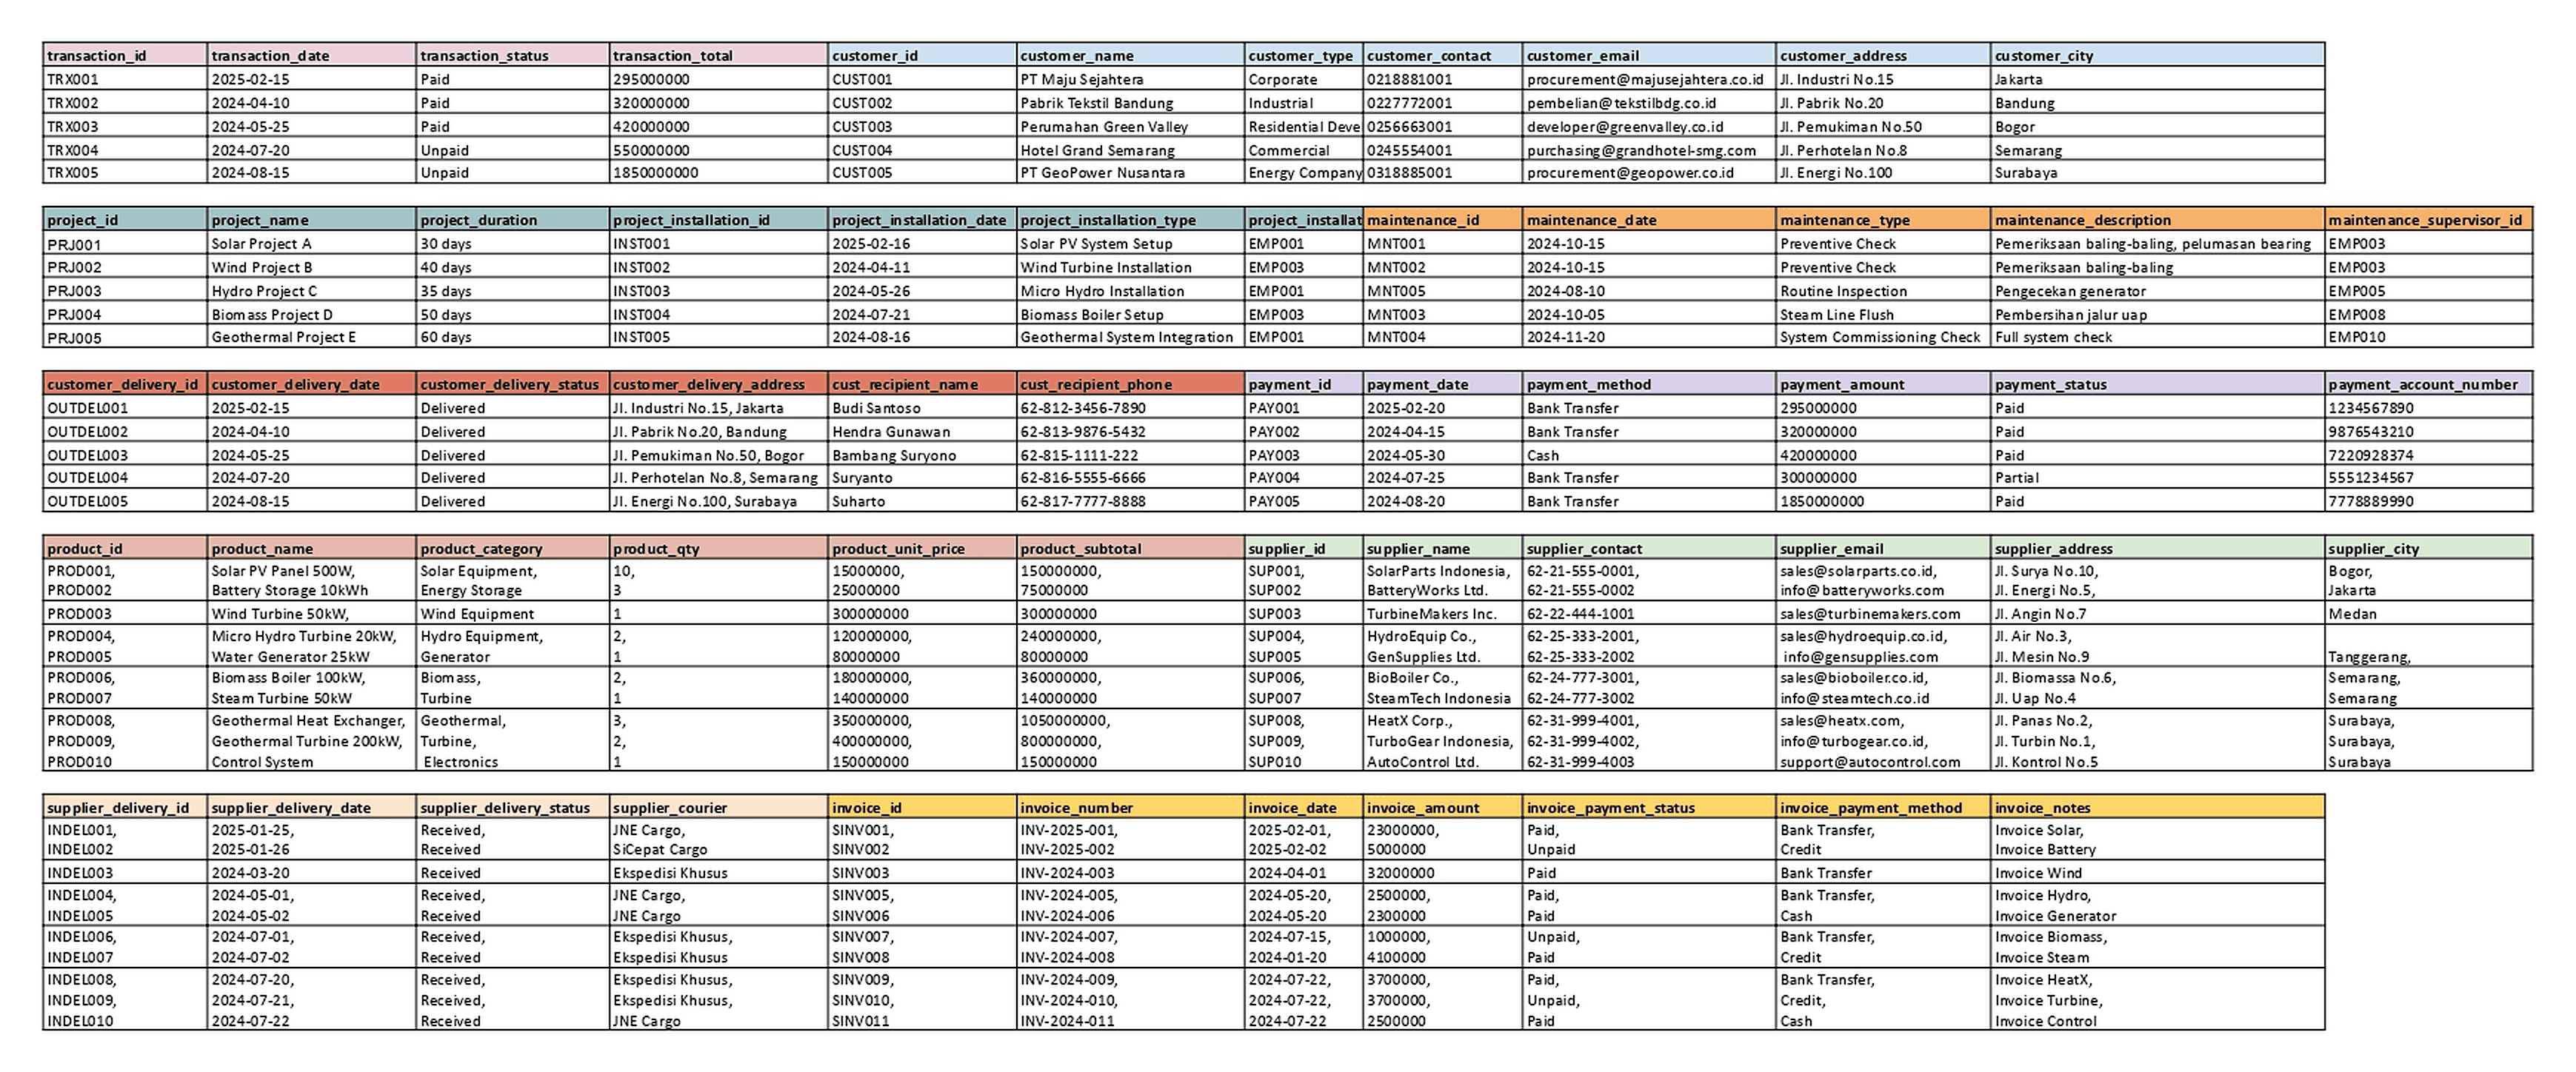 transaction_id transaction_date transaction_status transaction_total customer_id customer_name customer_type customer_contact customer_email customer_address customer_city
TRX001 2025-02-15 Paid 295000000 CUST001 PT Maju Sejahtera Corporate 0218881001 procurement@majusejahtera.co.id Jl. Industri No.15 Jakarta
TRX002 2024-04-10 Paid 320000000 CUST002 Pabrik Tekstil Bandung Industrial 0227772001 pembelian@tekstilbdg.co.id Jl. Pabrik No.20 Bandung
TRX003 2024-05-25 Paid 420000000 CUST003 Perumahan Green Valley Residential Deve 0256663001 developer@greenvalley.co.id Jl. Pemukiman No.50 Bogor
TRX004 2024-07-20 Unpaid 550000000 CUST004 Hotel Grand Semarang Commercial 0245554001 purchasing@grandhotel-smg.com Jl. Perhotelan No.8 Semarang
TRX005 2024-08-15 Unpaid 1850000000 CUST005 PT GeoPower Nusantara Energy Company 0318885001 procurement@geopower.co.id Jl. Energi No.100 Surabaya
project_id project_name project_duration project_installation_id project_installation_date project_installation_type project_installat maintenance_id maintenance_date maintenance_type maintenance_description maintenance_supervisor_id
PRJ001 Solar Project A 30 days INST001 2025-02-16 Solar PV System Setup EMP001 MNT001 2024-10-15 Preventive Check Pemeriksaan baling-baling, pelumasan bearing EMP003
PRJ002 Wind Project B 40 days INST002 2024-04-11 Wind Turbine Installation EMP003 MNT002 2024-10-15 Preventive Check Pemeriksaan baling-baling EMP003
PRJ003 Hydro Project C 35 days INST003 2024-05-26 Micro Hydro Installation EMP001 MNT005 2024-08-10 Routine Inspection Pengecekan generator EMP005
PRJ004 Biomass Project D 50 days INST004 2024-07-21 Biomass Boiler Setup EMP003 MNT003 2024-10-05 Steam Line Flush Pembersihan jalur uap EMP008
PRJ005 Geothermal Project E 60 days INST005 2024-08-16 Geothermal System Integration EMP001 MNT004 2024-11-20 System Commissioning Check Full system check EMP010
customer_delivery_id customer_delivery_date customer_delivery_status customer_delivery_address cust_recipient_name cust_recipient_phone payment_id payment_date payment_method payment_amount payment_status payment_account_number
OUTDEL001 2025-02-15 Delivered Jl. Industri No.15, Jakarta Budi Santoso 62-812-3456-7890 PAY001 2025-02-20 Bank Transfer 295000000 Paid 1234567890
OUTDEL002 2024-04-10 Delivered Jl. Pabrik No.20, Bandung Hendra Gunawan 62-813-9876-5432 PAY002 2024-04-15 Bank Transfer 320000000 Paid 9876543210
OUTDEL003 2024-05-25 Delivered Jl. Pemukiman No.50, Bogor Bambang Suryono 62-815-1111-222 PAY003 2024-05-30 Cash 420000000 Paid 7220928374
OUTDEL004 2024-07-20 Delivered Jl. Perhotelan No.8, Semarang Suryanto 62-816-5555-6666 PAY004 2024-07-25 Bank Transfer 300000000 Partial 5551234567
OUTDEL005 2024-08-15 Delivered Jl. Energi No.100, Surabaya Suharto 62-817-7777-8888 PAY005 2024-08-20 Bank Transfer 1850000000 Paid 7778889990
product_id product_name product_category product_qty product_unit_price product_subtotal supplier_id supplier_name supplier_contact supplier_email supplier_address supplier_city
PROD001, Solar PV Panel 500W, Solar Equipment, 10, 15000000, 150000000, SUP001, SolarParts Indonesia, 62-21-555-0001, sales@solarparts.co.id, Jl. Surya No.10, Bogor,
PROD002 Battery Storage 10kWh Energy Storage 3 25000000 75000000 SUP002 BatteryWorks Ltd. 62-21-555-0002 info@batteryworks.com Jl. Energi No.5, Jakarta
PROD003 Wind Turbine 50kW, Wind Equipment 1 300000000 300000000 SUP003 TurbineMakers Inc. 62-22-444-1001 sales@turbinemakers.com Jl. Angin No.7 Medan
PROD004, Micro Hydro Turbine 20kW, Hydro Equipment, 2, 120000000, 240000000, SUP004, HydroEquip Co., 62-25-333-2001, sales@hydroequip.co.id, Jl. Air No.3,
PROD005 Water Generator 25kW Generator 1 80000000 80000000 SUP005 GenSupplies Ltd. 62-25-333-2002 info@gensupplies.com Jl. Mesin No.9 Tanggerang,
PROD006, Biomass Boiler 100kW, Biomass, 2, 180000000, 360000000, SUP006, BioBoiler Co., 62-24-777-3001, sales@bioboiler.co.id, Jl. Biomassa No.6, Semarang,
PROD007 Steam Turbine 50kW Turbine 1 140000000 140000000 SUP007 SteamTech Indonesia 62-24-777-3002 info@steamtech.co.id Jl. Uap No.4 Semarang
PROD008, Geothermal Heat Exchanger, Geothermal, 3, 350000000, 1050000000, SUP008, HeatX Corp., 62-31-999-4001, sales@heatx.com, Jl. Panas No.2, Surabaya,
PROD009, Geothermal Turbine 200kW, Turbine, 2, 400000000, 800000000, SUP009, TurboGear Indonesia, 62-31-999-4002, info@turbogear.co.id, Jl. Turbin No.1, Surabaya,
PROD010 Control System Electronics 1 150000000 150000000 SUP010 AutoControl Ltd. 62-31-999-4003 support@autocontrol.com Jl. Kontrol No.5 Surabaya
supplier_delivery_id supplier_delivery_date supplier_delivery_status supplier_courier invoice_id invoice_number invoice_date invoice_amount invoice_payment_status invoice_payment_method invoice_notes
INDEL001, 2025-01-25, Received, JNE Cargo, SINV001, INV-2025-001, 2025-02-01, 23000000, Paid, Bank Transfer, Invoice Solar,
INDEL002 2025-01-26 Received SiCepat Cargo SINV002 INV-2025-002 2025-02-02 5000000 Unpaid Credit Invoice Battery
INDEL003 2024-03-20 Received Ekspedisi Khusus SINV003 INV-2024-003 2024-04-01 32000000 Paid Bank Transfer Invoice Wind
INDEL004, 2024-05-01, Received, JNE Cargo, SINV005, INV-2024-005, 2024-05-20, 2500000, Paid, Bank Transfer, Invoice Hydro,
INDEL005 2024-05-02 Received JNE Cargo SINV006 INV-2024-006 2024-05-20 2300000 Paid Cash Invoice Generator
INDEL006, 2024-07-01, Received, Ekspedisi Khusus, SINV007, INV-2024-007, 2024-07-15, 1000000, Unpaid, Bank Transfer, Invoice Biomass,
INDEL007 2024-07-02 Received Ekspedisi Khusus SINV008 INV-2024-008 2024-01-20 4100000 Paid Credit Invoice Steam
INDEL008, 2024-07-20, Received, Ekspedisi Khusus, SINV009, INV-2024-009, 2024-07-22, 3700000, Paid, Bank Transfer, Invoice HeatX,
INDEL009, 2024-07-21, Received, Ekspedisi Khusus, SINV010, INV-2024-010, 2024-07-22, 3700000, Unpaid, Credit, Invoice Turbine,
INDEL010 2024-07-22 Received JNE Cargo SINV011 INV-2024-011 2024-07-22 2500000 Paid Cash Invoice Control